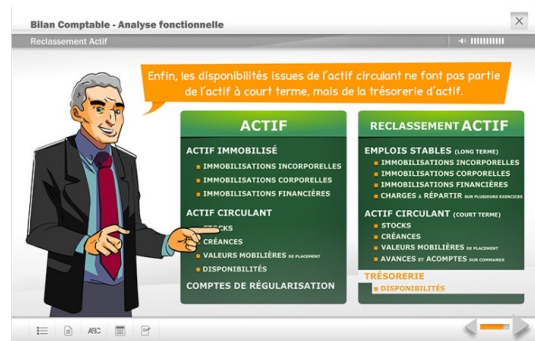 Bilan Comptable - Analyse fonctionnelle
Reclassement Actif
Enfin, les disponibilités issues de l'actif circulant ne font pas partie
de l'actif à court terme, mais de la trésorerie d'actif.
ACTIF
ACTIF IMMOBILISÉ
IMMOBILISATIONS INCORPORELLES
IMMOBILISATIONS CORPORELLES
IMMOBILISATIONS FINANCIÈRES
ACTIF CIRCULANT
STOCKS
CRÉANCES
VALEURS MOBILIÈRES DE PLACEMENT
DISPONIBILITÉS
COMPTES DE RÉGULARISATION
RECLASSEMENT ACTIF
EMPLOIS STABLES (LONG TERME)
IMMOBILISATIONS INCORPORELLES
IMMOBILISATIONS CORPORELLES
IMMOBILISATIONS FINANCIÈRES
CHARGES À RÉPARTIR SUR PLUSIEURS EXERCICES
ACTIF CIRCULANT (COURT TERME)
STOCKS
CRÉANCES
VALEURS MOBILIÈRES DE PLACEMENT
AVANCES ET ACOMPTES SUR COMMANDE
TRÉSORERIE
DISPONIBILITÉS
ABC